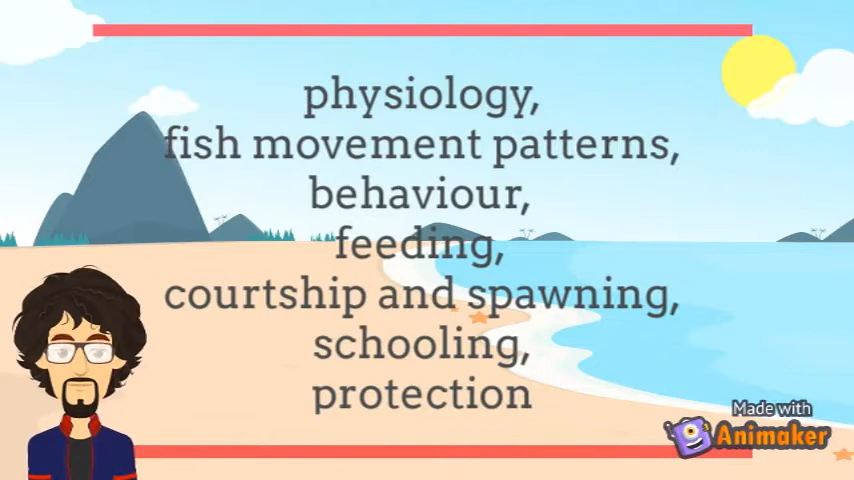 physiology,
fish movement patterns,
behaviour,
feeding,
courtship and spawning,
schooling,
protection
Made with
Animaker